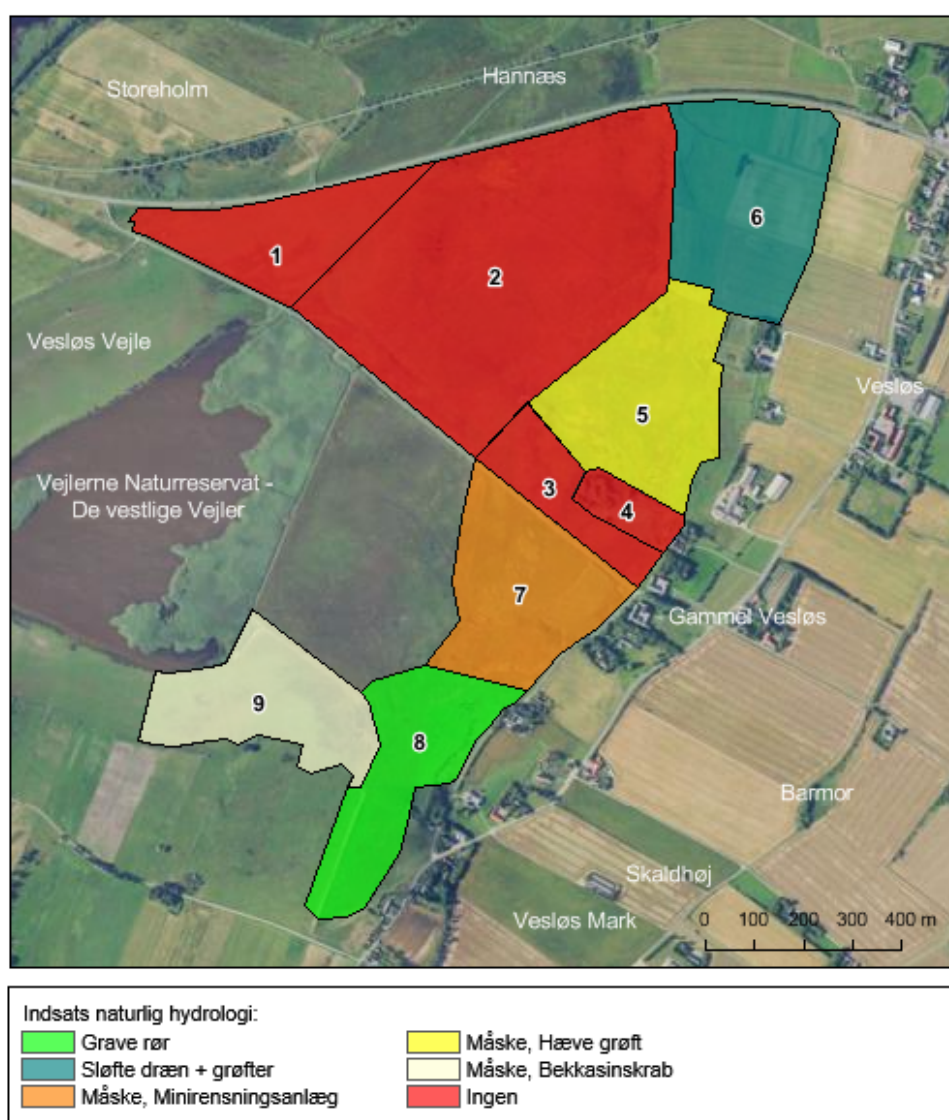 Hannæs
Storeholm
6
1
2
Vesløs Vejle
Vesløs
5
Vejlerne Naturreservat -
De vestlige Vejler
3
4
7
Gammel Vesløs
9
8
Barmor
Skaldhøj
Vesløs Mark
0 100 200 300 400 m
Indsats naturlig hydrologi:
Grave rør
Sløfte dræn + grøfter
Måske, Minirensningsanlæg
Måske, Hæve grøft
Måske, Bekkasinskrab
Ingen